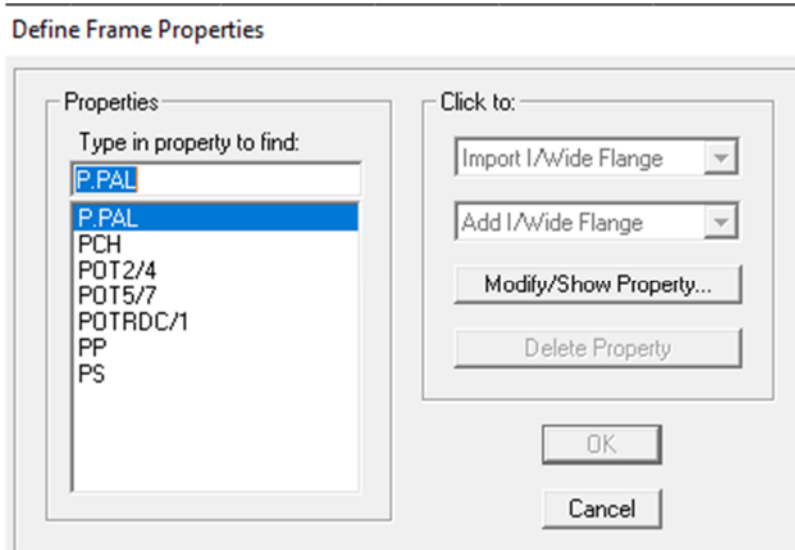 Define Frame Properties
Properties
Type in property to find:
P.PAL
P.PAL
PCH
POT2/4
POT5/7
POTRDC/1
PP
PS
Click to:
Import I/Wide Flange
Add I/Wide Flange
Modify/Show Property...
Delete Property
OK
Cancel